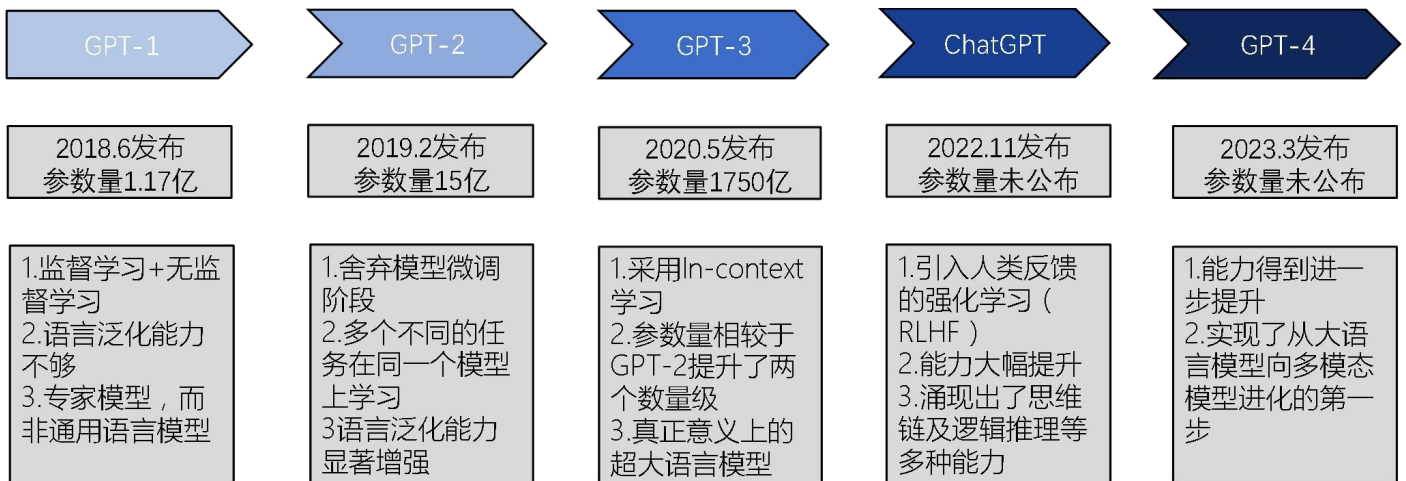 GPT-1
GPT-2
GPT-3
ChatGPT
GPT-4
2018.6发布
参数量1.17亿
2019.2发布
参数量15亿
2020.5发布
参数量1750亿
2022.11发布
参数量未公布
2023.3发布
参数量未公布
1.监督学习+无监
督学习
2.语言泛化能力
不够
3.专家模型，而
非通用语言模型
1.舍弃模型微调
阶段
2.多个不同的任
务在同一个模型
上学习
3语言泛化能力
显著增强
1.采用In-context
学习
2.参数量相较于
GPT-2提升了两
个数量级
3.真正意义上的
超大语言模型
1.引入人类反馈
的强化学习（
RLHF）
2.能力大幅提升
3.涌现出了思维
链及逻辑推理等
多种能力
1.能力得到进一
步提升
2.实现了从大语
言模型向多模态
模型进化的第一
步